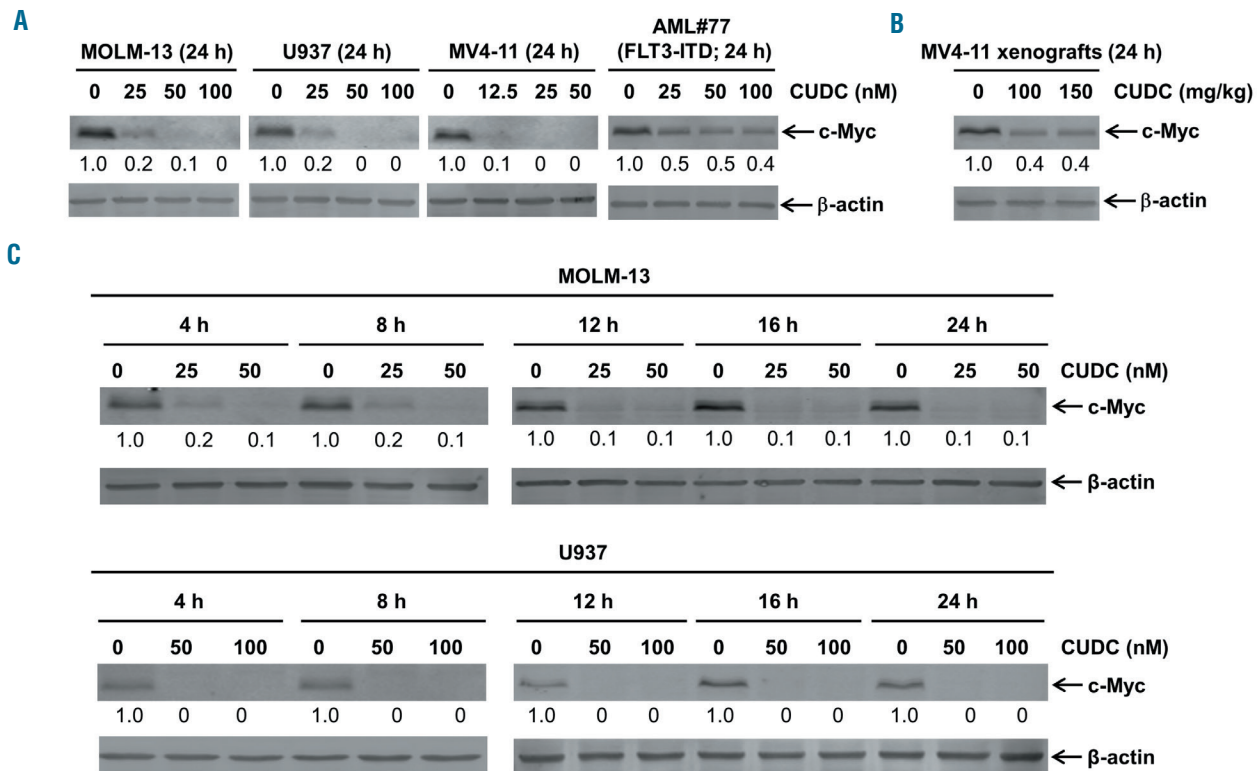 A
MOLM-13 (24 h) U937 (24 h) MV4-11 (24 h) AML#77
(FLT3-ITD; 24 h)
0 25 50 100 0 25 50 100 0 12.5 25 50 0 25 50 100 CUDC (nM)
c-Myc
1.0 0.2 0.1 0 1.0 0.2 0 0 1.0 0.1 0 0 1.0 0.5 0.5 0.4
β-actin
B
MV4-11 xenografts (24 h)
0 100 150 CUDC (mg/kg)
c-Myc
1.0 0.4 0.4
β-actin
C
MOLM-13
4 h 8 h 12 h 16 h 24 h
0 25 50 0 25 50 0 25 50 0 25 50 0 25 50 CUDC (nM)
c-Myc
1.0 0.2 0.1 1.0 0.2 0.1 1.0 0.1 0.1 1.0 0.1 0.1 1.0 0.1 0.1
β-actin
U937
4 h 8 h 12 h 16 h 24 h
0 50 100 0 50 100 0 50 100 0 50 100 0 50 100 CUDC (nM)
c-Myc
1.0 0 0 1.0 0 0 1.0 0 0 1.0 0 0 1.0 0 0
β-actin